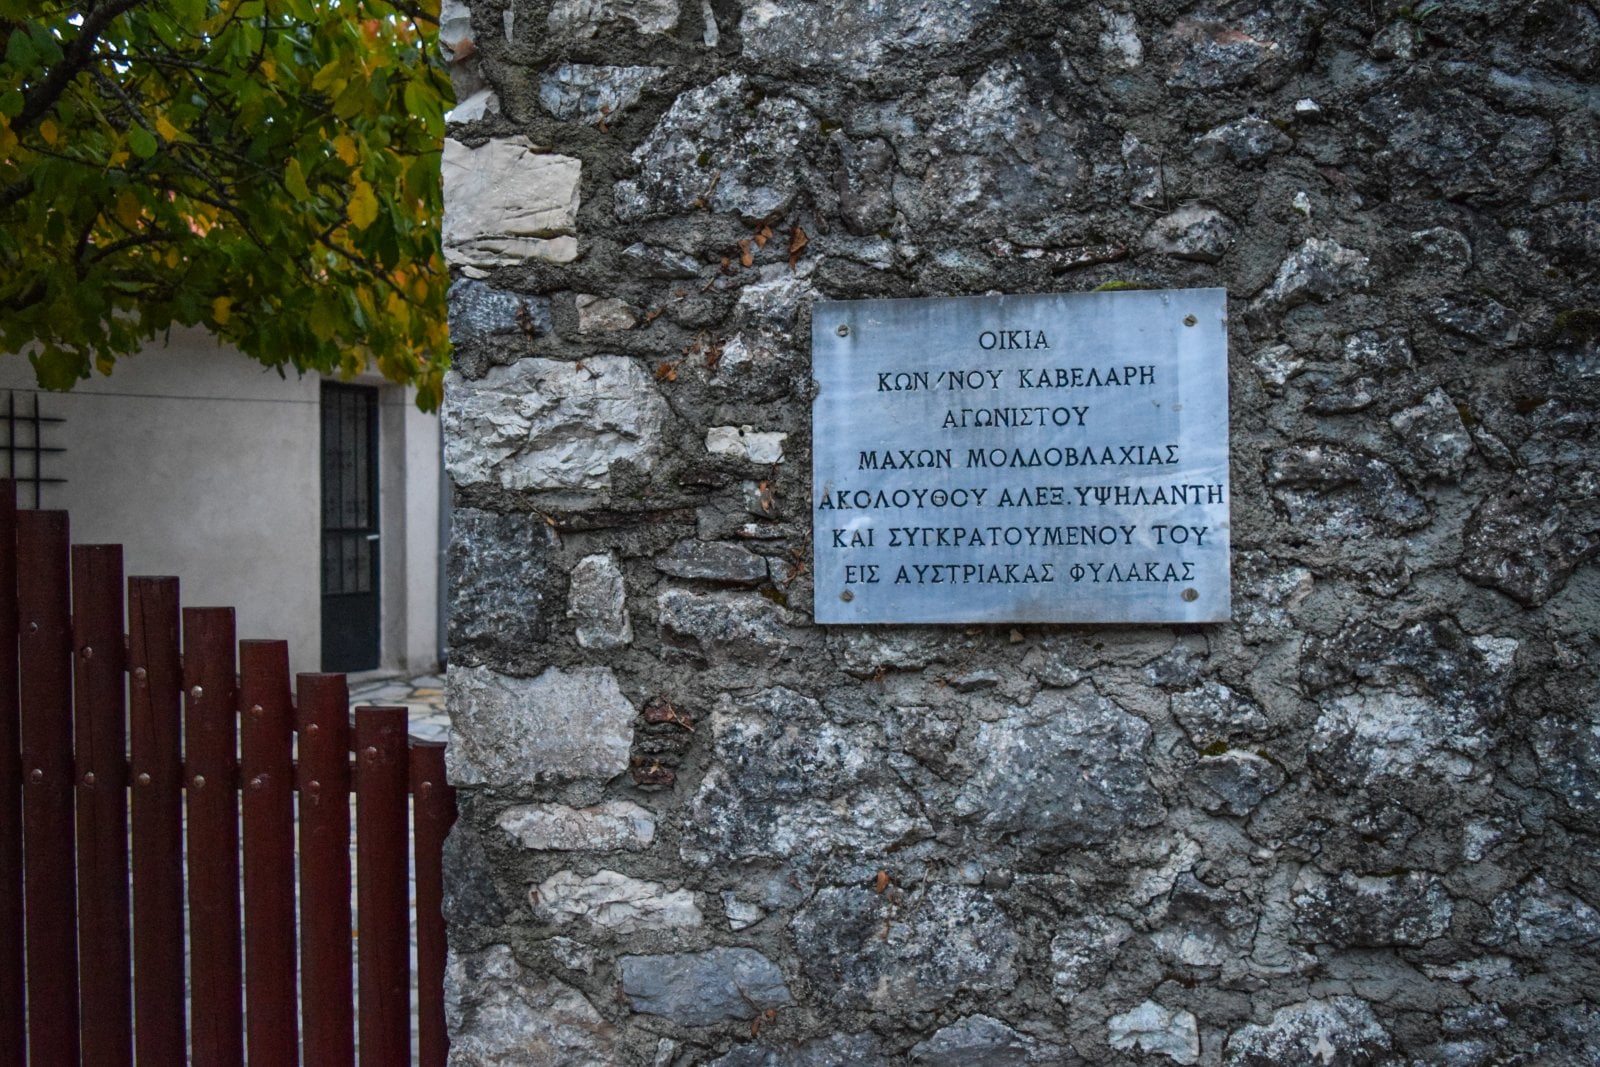 ΟΙΚΙΑ
ΚΩΝ/ΝΟΥ ΚΑΒΕΛΑΡΗ
ΑΓΩΝΙΣΤΟΥ
ΜΑΧΩΝ ΜΟΛΔΟΒΛΑΧΙΑΣ
ΑΚΟΛΟΥΘΟΥ ΑΛΕΞ.ΥΨΗΛΑΝΤΗ
ΚΑΙ ΣΥΓΚΡΑΤΟΥΜΕΝΟΥ ΤΟΥ
ΕΙΣ ΑΥΣΤΡΙΑΚΑΣ ΦΥΛΑΚΑΣ